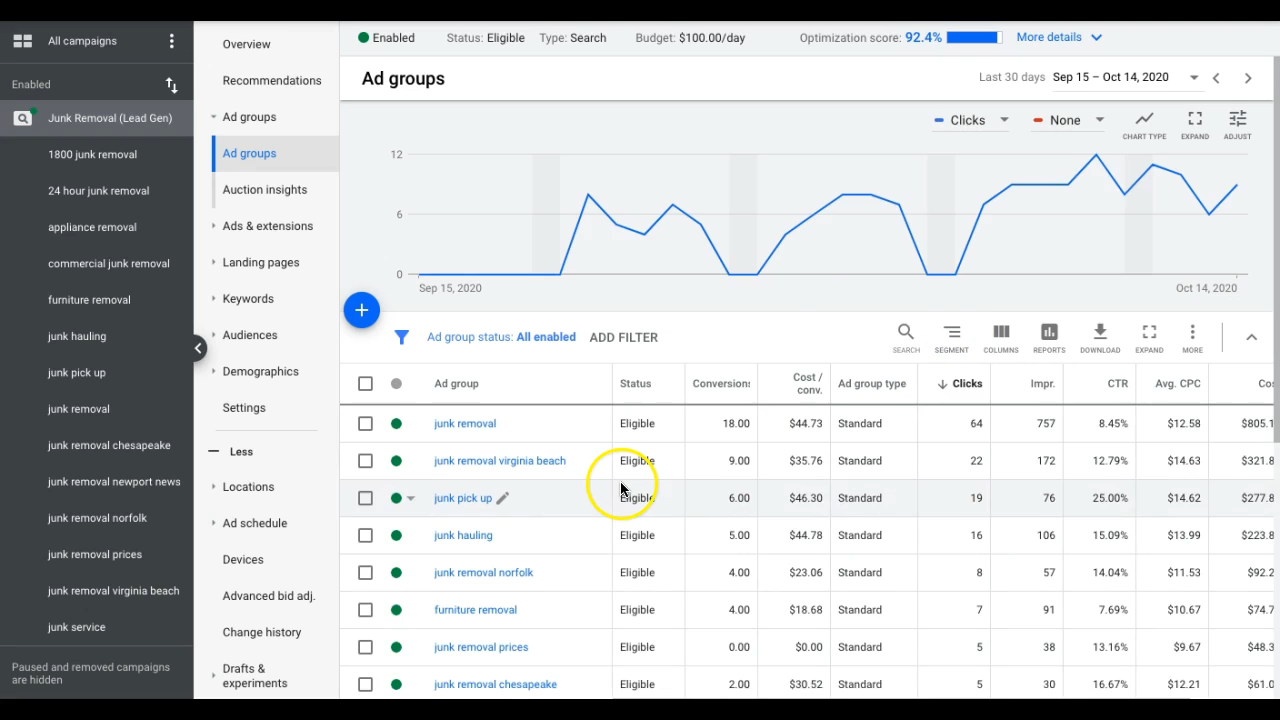 All campaigns
Enabled
Junk Removal (Lead Gen)
1800 junk removal
24 hour junk removal
appliance removal
commercial junk removal
furniture removal
junk hauling
junk pick up
junk removal
junk removal chesapeake
junk removal newport news
junk removal norfolk
junk removal prices
junk removal virginia beach
junk service
Paused and removed campaigns
are hidden
Overview
Recommendations
Ad groups
Ad groups
Auction insights
Ads & extensions
Landing pages
Keywords
Audiences
Demographics
Settings
Less
Locations
Ad schedule
Devices
Advanced bid adj.
Change history
Drafts &
experiments
Enabled Status: Eligible Type: Search Budget: $100.00/day Optimization score: 92.4% More details
Ad groups Last 30 days Sep 15 – Oct 14, 2020
Clicks None CHART TYPE EXPAND ADJUST
12
6
0
Sep 15, 2020 Oct 14, 2020
Ad group status: All enabled ADD FILTER SEARCH SEGMENT COLUMNS REPORTS DOWNLOAD EXPAND MORE
Ad group Status Conversions Cost / conv. Ad group type Clicks Impr. CTR Avg. CPC Cos
junk removal Eligible 18.00 $44.73 Standard 64 757 8.45% $12.58 $805.1
junk removal virginia beach Eligible 9.00 $35.76 Standard 22 172 12.79% $14.63 $321.8
junk pick up Eligible 6.00 $46.30 Standard 19 76 25.00% $14.62 $277.8
junk hauling Eligible 5.00 $44.78 Standard 16 106 15.09% $13.99 $223.8
junk removal norfolk Eligible 4.00 $23.06 Standard 8 57 14.04% $11.53 $92.2
furniture removal Eligible 4.00 $18.68 Standard 7 91 7.69% $10.67 $74.7
junk removal prices Eligible 0.00 $0.00 Standard 5 38 13.16% $9.67 $48.3
junk removal chesapeake Eligible 2.00 $30.52 Standard 5 30 16.67% $12.21 $61.0